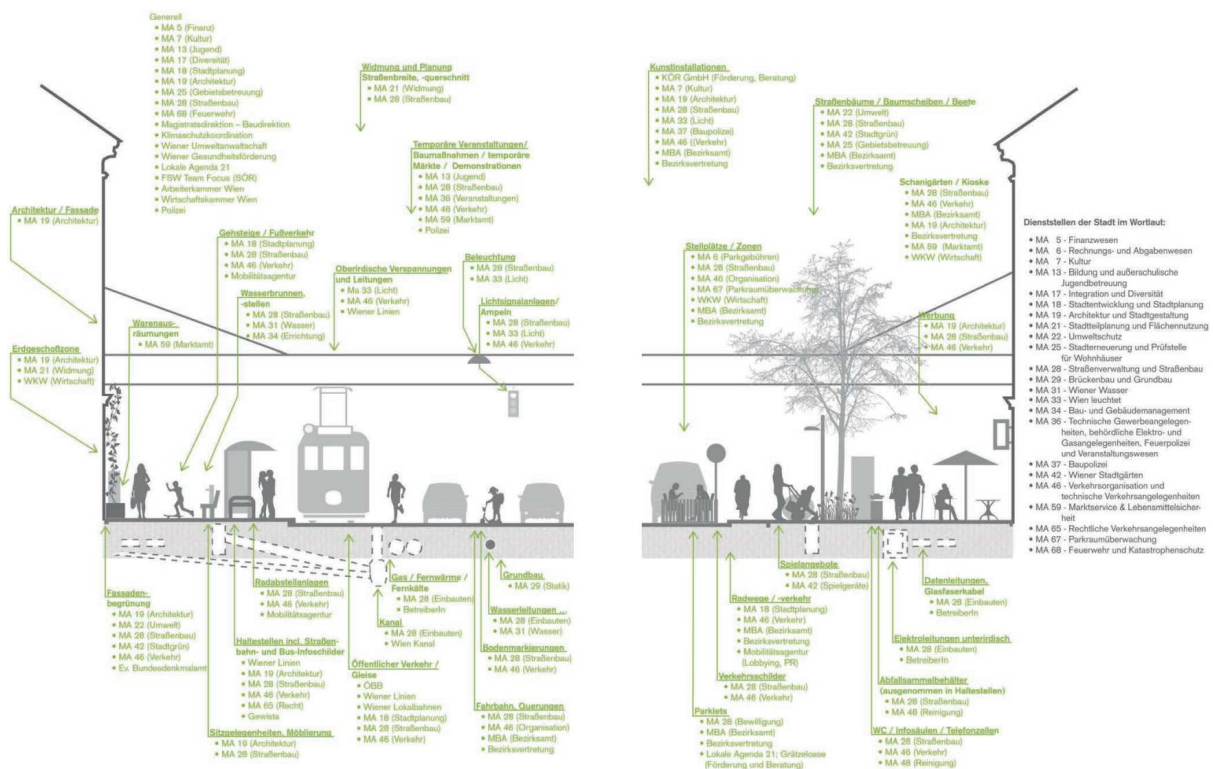 Generell
• MA 5 (Finanz)
• MA 7 (Kultur)
• MA 13 (Jugend)
• MA 17 (Diversität)
• MA 18 (Stadtplanung)
• MA 19 (Architektur)
• MA 25 (Gebietsbetreuung)
• MA 28 (Straßenbau)
• MA 68 (Feuerwehr)
• Magistratsdirektion – Baudirektion
• Klimaschutzkoordination
• Wiener Umweltanwaltschaft
• Wiener Gesundheitsförderung
• Lokale Agenda 21
• FSW Team Focus (SÖR)
• Arbeiterkammer Wien
• Wirtschaftskammer Wien
• Polizei
Widmung und Planung
Straßenbreite, -querschnitt
• MA 21 (Widmung)
• MA 28 (Straßenbau)
Temporäre Veranstaltungen/
Baumaßnahmen / temporäre
Märkte / Demonstrationen
• MA 13 (Jugend)
• MA 28 (Straßenbau)
• MA 36 (Veranstaltungen)
• MA 46 (Verkehr)
• MA 59 (Marktamt)
• Polizei
Architektur / Fassade
• MA 19 (Architektur)
Gehsteige / Fußverkehr
• MA 18 (Stadtplanung)
• MA 28 (Straßenbau)
• MA 46 (Verkehr)
• Mobilitätsagentur
Oberirdische Verspannungen
und Leitungen
• Ma 33 (Licht)
• MA 46 (Verkehr)
• Wiener Linien
Beleuchtung
• MA 28 (Straßenbau)
• MA 33 (Licht)
Wasserbrunnen,
-stellen
• MA 28 (Straßenbau)
• MA 31 (Wasser)
• MA 34 (Errichtung)
Lichtsignalanlagen/
Ampeln
• MA 28 (Straßenbau)
• MA 33 (Licht)
• MA 46 (Verkehr)
Warenaus-
räumungen
• MA 59 (Marktamt)
Erdgeschoßzone
• MA 19 (Architektur)
• MA 21 (Widmung)
• WKW (Wirtschaft)
Kunstinstallationen
• KÖR GmbH (Förderung, Beratung)
• MA 7 (Kultur)
• MA 19 (Architektur)
• MA 28 (Straßenbau)
• MA 33 (Licht)
• MA 37 (Baupolizei)
• MA 46 ((Verkehr)
• MBA (Bezirksamt)
• Bezirksvertretung
Straßenbäume / Baumscheiben / Beete
• MA 22 (Umwelt)
• MA 28 (Straßenbau)
• MA 42 (Stadtgrün)
• MA 25 (Gebietsbetreuung)
• MBA (Bezirksamt)
• Bezirksvertretung
Schanigärten / Kioske
• MA 28 (Straßenbau)
• MA 46 (Verkehr)
• MBA (Bezirksamt)
• MA 19 (Architektur)
• Bezirksvertretung
• MA 59 (Marktamt)
• WKW (Wirtschaft)
Stellplätze / Zonen
• MA 6 (Parkgebühren)
• MA 28 (Straßenbau)
• MA 46 (Organisation)
• MA 67 (Parkraumüberwachung)
• WKW (Wirtschaft)
• MBA (Bezirksamt)
• Bezirksvertretung
Werbung
• MA 19 (Architektur)
• MA 28 (Straßenbau)
• MA 46 (Verkehr)
Dienststellen der Stadt im Wortlaut:
• MA 5 - Finanzwesen
• MA 6 - Rechnungs- und Abgabenwesen
• MA 7 - Kultur
• MA 13 - Bildung und außerschulische
Jugendbetreuung
• MA 17 - Integration und Diversität
• MA 18 - Stadtentwicklung und Stadtplanung
• MA 19 - Architektur und Stadtgestaltung
• MA 21 - Stadtteilplanung und Flächennutzung
• MA 22 - Umweltschutz
• MA 25 - Stadterneuerung und Prüfstelle
für Wohnhäuser
• MA 28 - Straßenverwaltung und Straßenbau
• MA 29 - Brückenbau und Grundbau
• MA 31 - Wiener Wasser
• MA 33 - Wien leuchtet
• MA 34 - Bau- und Gebäudemanagement
• MA 36 - Technische Gewerbeangelegen-
heiten, behördliche Elektro- und
Gasangelegenheiten, Feuerpolizei
und Veranstaltungswesen
• MA 37 - Baupolizei
• MA 42 - Wiener Stadtgärten
• MA 46 - Verkehrsorganisation und
technische Verkehrsangelegenheiten
• MA 59 - Marktservice & Lebensmittelsicher-
heit
• MA 65 - Rechtliche Verkehrsangelegenheiten
• MA 67 - Parkraumüberwachung
• MA 68 - Feuerwehr und Katastrophenschutz
Fassaden-
begrünung
• MA 19 (Architektur)
• MA 22 (Umwelt)
• MA 28 (Straßenbau)
• MA 42 (Stadtgrün)
• MA 46 (Verkehr)
• Ev. Bundesdenkmalamt
Radabstellanlagen
• MA 28 (Straßenbau)
• MA 46 (Verkehr)
• Mobilitätsagentur
Haltestellen incl. Straßen-
bahn- und Bus-Infoschilder
• Wiener Linien
• MA 19 (Architektur)
• MA 28 (Straßenbau)
• MA 46 (Verkehr)
• MA 65 (Recht)
• Gewista
Sitzgelegenheiten, Möblierung
• MA 19 (Architektur)
• MA 28 (Straßenbau)
Gas / Fernwärme /
Fernkälte
• MA 28 (Einbauten)
• BetreiberIn
Kanal
• MA 28 (Einbauten)
• Wien Kanal
Öffentlicher Verkehr /
Gleise
• ÖBB
• Wiener Linien
• Wiener Lokalbahnen
• MA 18 (Stadtplanung)
• MA 28 (Straßenbau)
• MA 46 (Verkehr)
Grundbau
• MA 29 (Statik)
Wasserleitungen ...
• MA 28 (Einbauten)
• MA 31 (Wasser)
Bodenmarkierungen
• MA 28 (Straßenbau)
• MA 46 (Verkehr)
Fahrbahn, Querungen
• MA 28 (Straßenbau)
• MA 46 (Organisation)
• MBA (Bezirksamt)
• Bezirksvertretung
Spielangebote
• MA 28 (Straßenbau)
• MA 42 (Spielgeräte)
Radwege / -verkehr
• MA 18 (Stadtplanung)
• MA 46 (Verkehr)
• MBA (Bezirksamt)
• Bezirksvertretung
• Mobilitätsagentur
(Lobbying, PR)
Verkehrsschilder
• MA 28 (Straßenbau)
• MA 46 (Verkehr)
Parklets
• MA 28 (Bewilligung)
• MBA (Bezirksamt)
• Bezirksvertretung
• Lokale Agenda 21; Grätzeloase
(Förderung und Beratung)
Datenleitungen,
Glasfaserkabel
• MA 28 (Einbauten)
• BetreiberIn
Elektroleitungen unterirdisch
• MA 28 (Einbauten)
• BetreiberIn
Abfallsammelbehälter
(ausgenommen in Haltestellen)
• MA 28 (Straßenbau)
• MA 48 (Reinigung)
WC / Infosäulen / Telefonzellen
• MA 28 (Straßenbau)
• MA 46 (Verkehr)
• MA 48 (Reinigung)